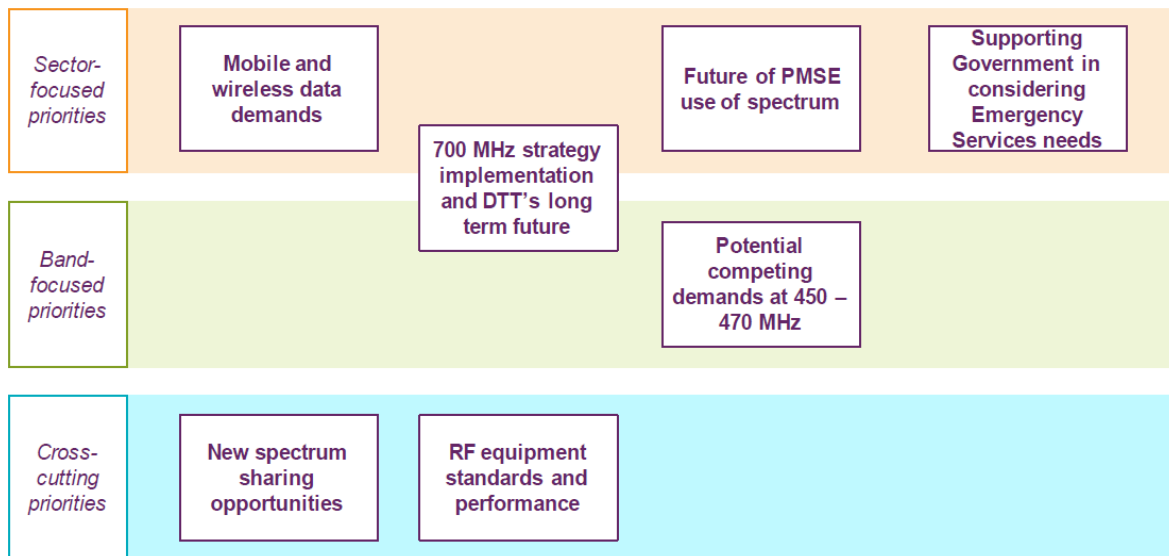 Sector-
focused
priorities
Mobile and
wireless data
demands
700 MHz strategy
implementation
and DTT’s long
term future
Future of PMSE
use of spectrum
Supporting
Government in
considering
Emergency
Services needs
Band-
focused
priorities
Potential
competing
demands at 450 –
470 MHz
Cross-
cutting
priorities
New spectrum
sharing
opportunities
RF equipment
standards and
performance